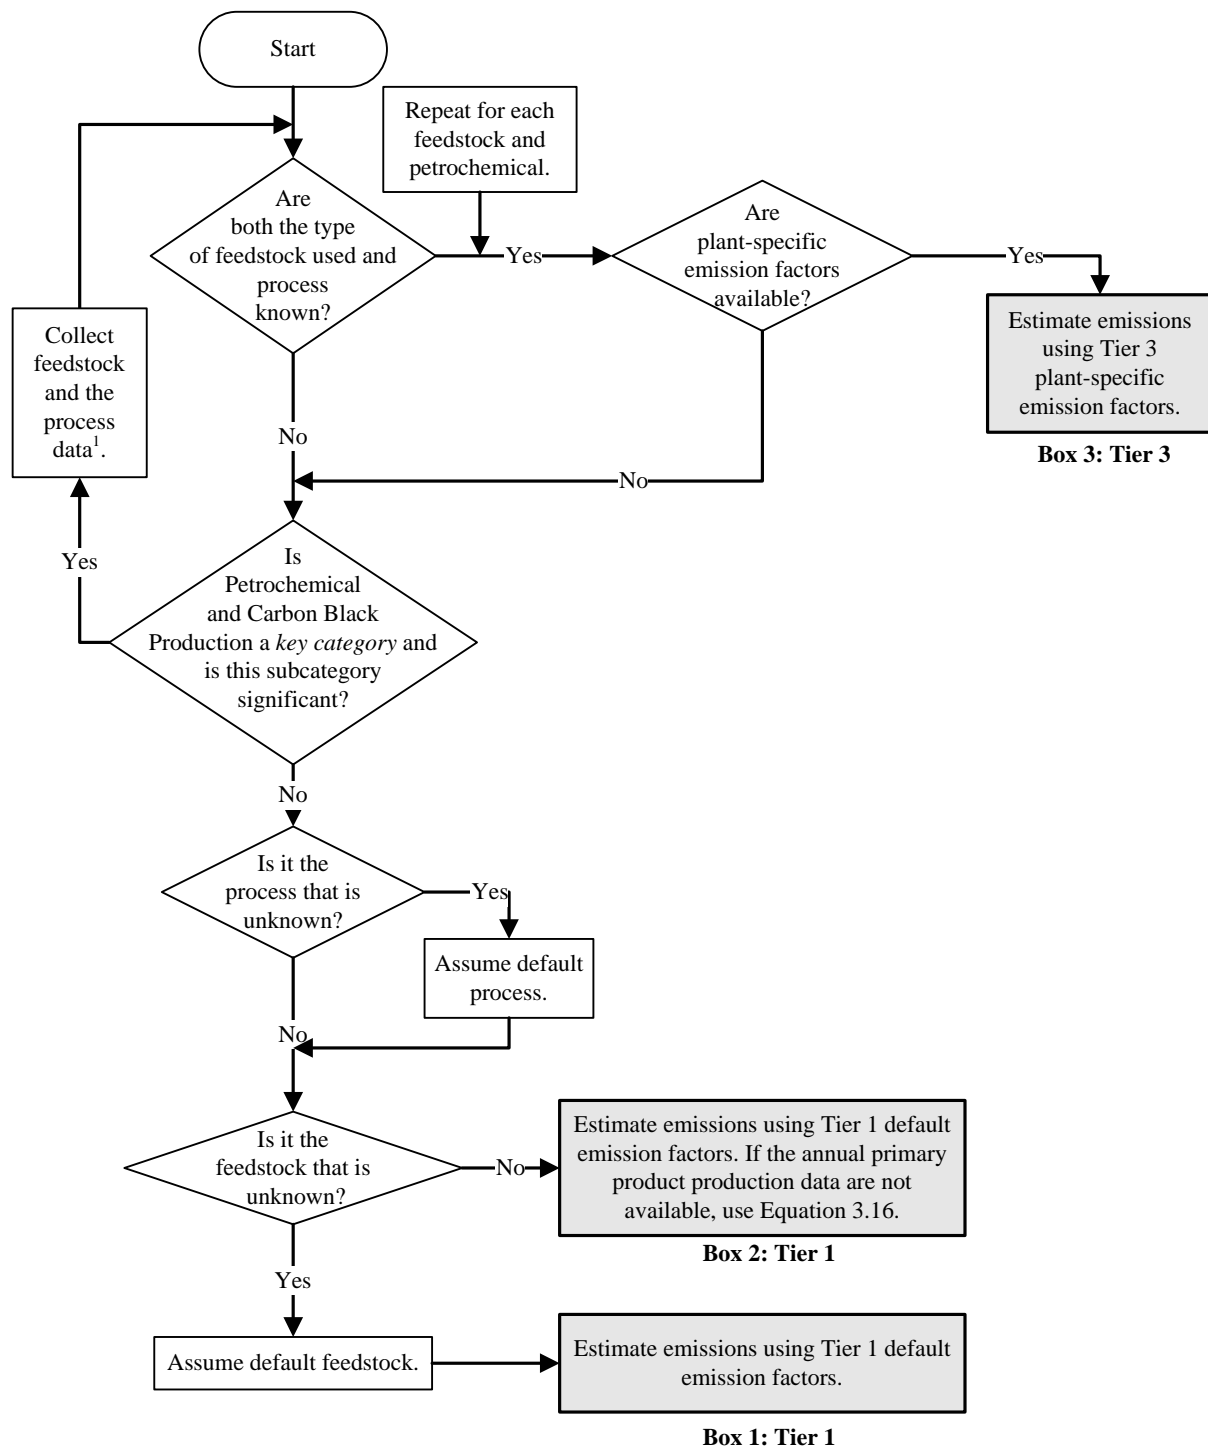 Start
Repeat for each
feedstock and
petrochemical.
Are
both the type
of feedstock used and
process
known?
Yes
Are
plant-specific
emission factors
available?
Yes
Collect
feedstock
and the
process
data¹.
Estimate emissions
using Tier 3
plant-specific
emission factors.
Box 3: Tier 3
No
No
Yes
Is
Petrochemical
and Carbon Black
Production a key category and
is this subcategory
significant?
No
Is it the
process that is
unknown?
Yes
Assume default
process.
No
Is it the
feedstock that is
unknown?
No
Estimate emissions using Tier 1 default
emission factors. If the annual primary
product production data are not
available, use Equation 3.16.
Box 2: Tier 1
Yes
Assume default feedstock.
Estimate emissions using Tier 1 default
emission factors.
Box 1: Tier 1